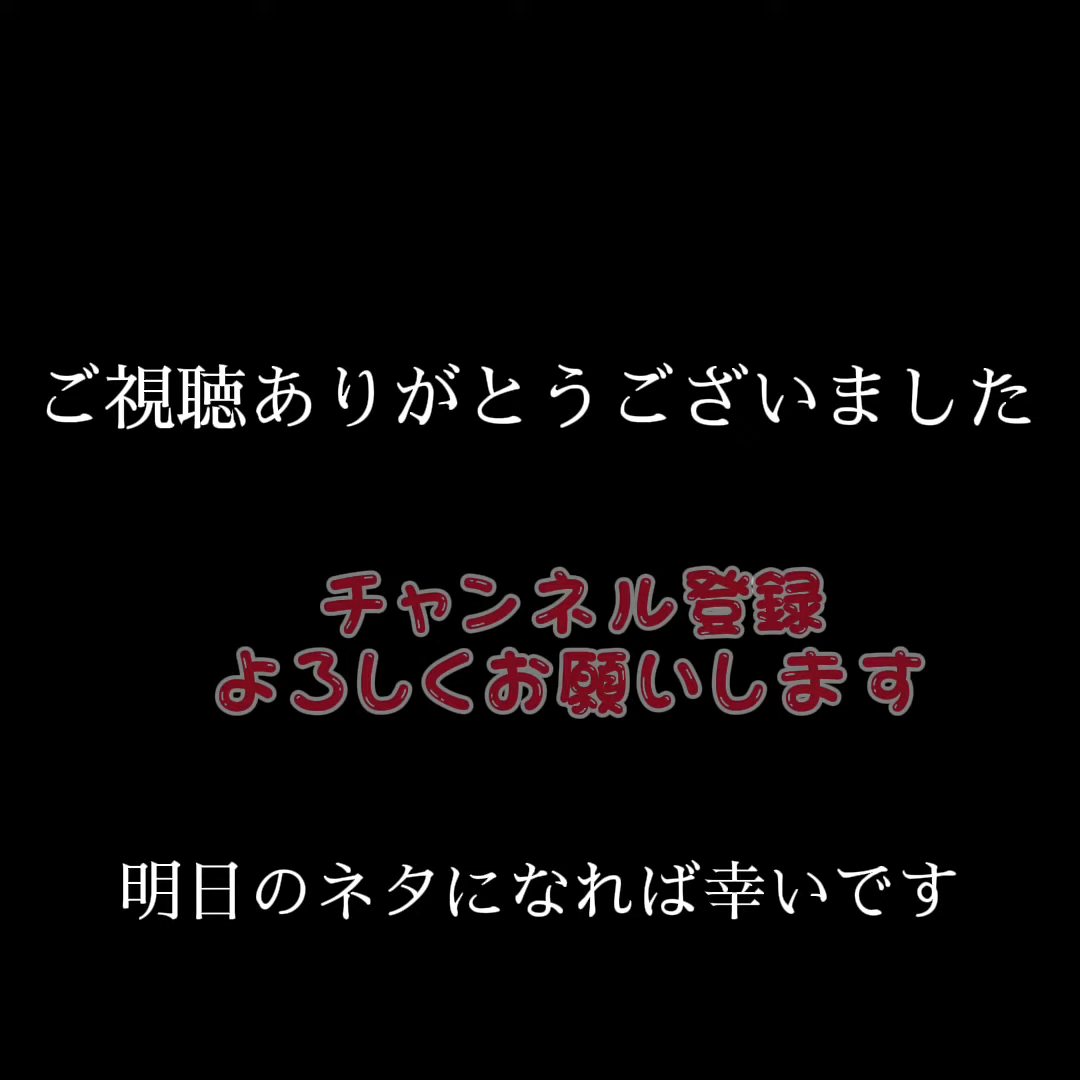 ご視聴ありがとうございました
チャンネル登録
よろしくお願いします
明日のネタになれば幸いです